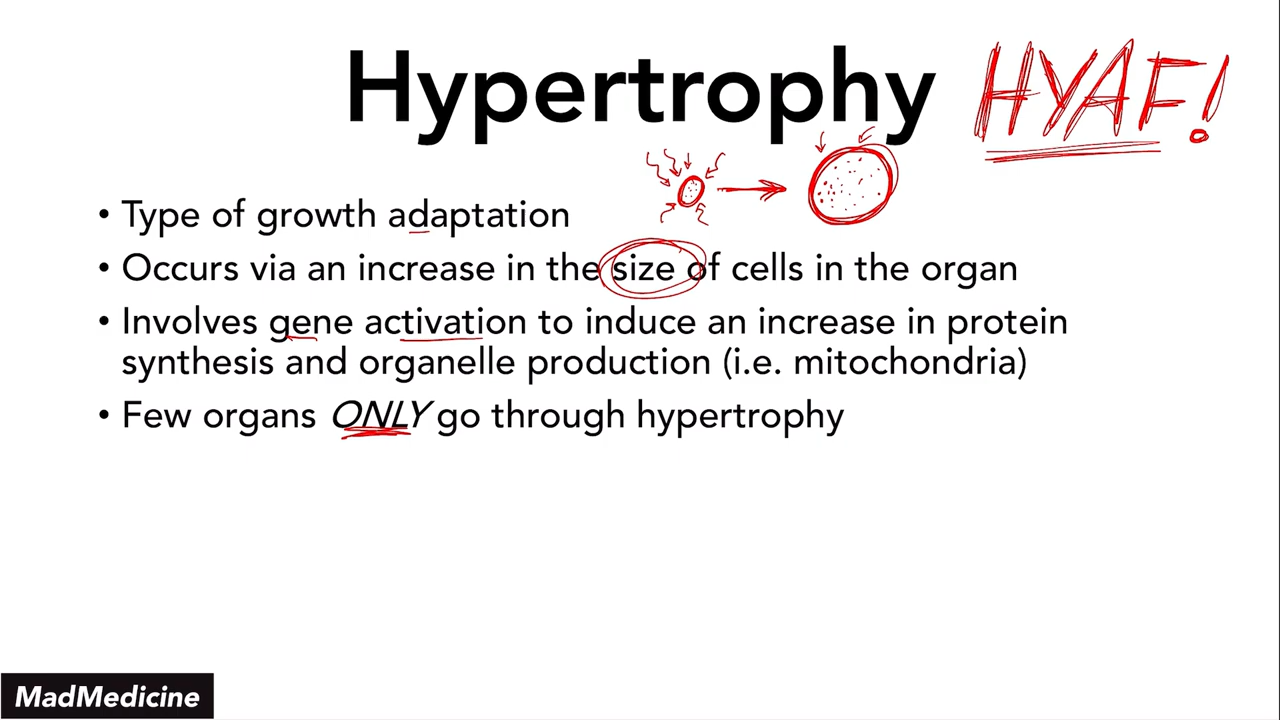 Hypertrophy HYAF!
• Type of growth adaptation
• Occurs via an increase in the size of cells in the organ
• Involves gene activation to induce an increase in protein
synthesis and organelle production (i.e. mitochondria)
• Few organs ONLY go through hypertrophy
MadMedicine